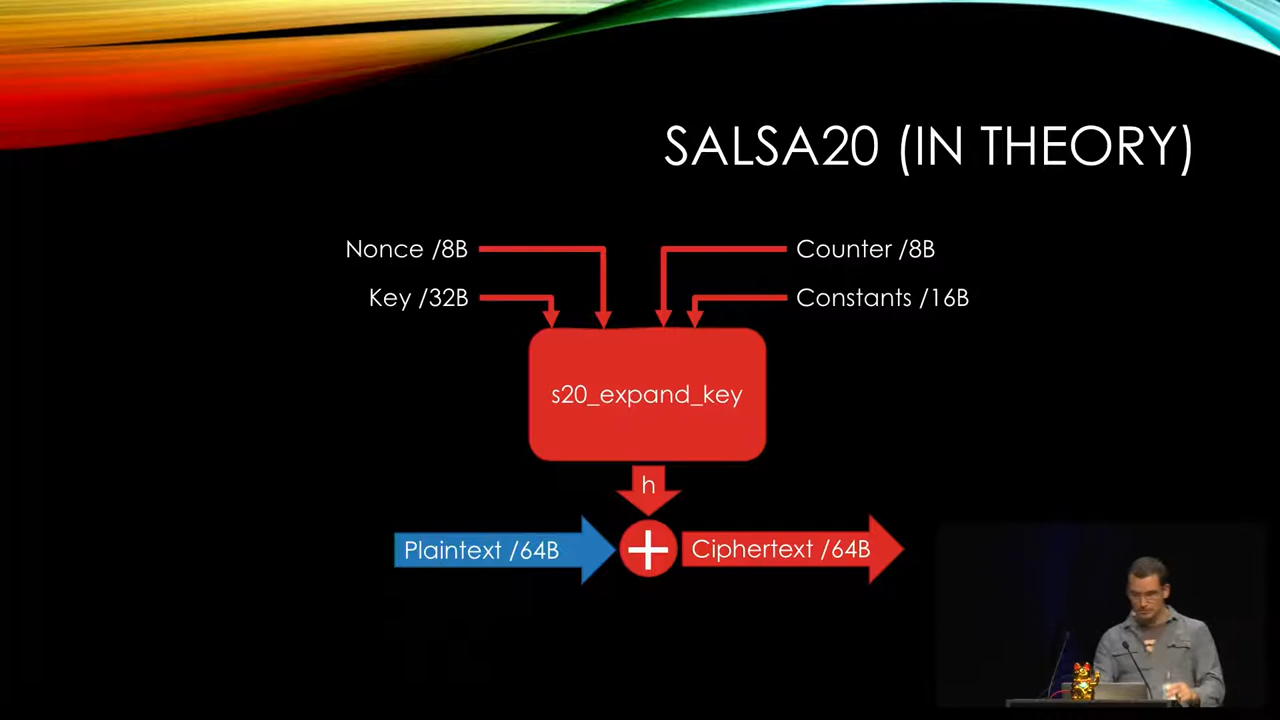 SALSA20 (IN THEORY)
Nonce /8B
Counter /8B
Key /32B
Constants /16B
s20_expand_key
h
Plaintext /64B
Ciphertext /64B